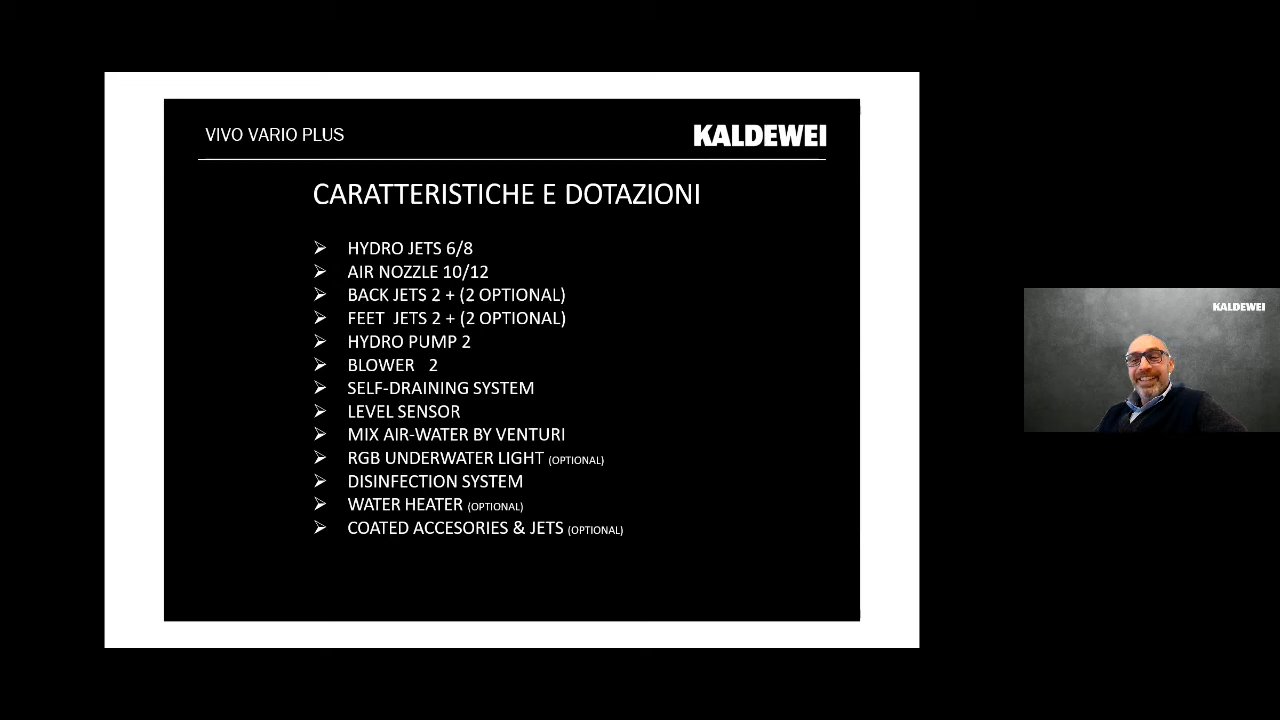 VIVO VARIO PLUS
KALDEWEI
CARATTERISTICHE E DOTAZIONI
HYDRO JETS 6/8
AIR NOZZLE 10/12
BACK JETS 2 + (2 OPTIONAL)
FEET JETS 2 + (2 OPTIONAL)
HYDRO PUMP 2
BLOWER 2
SELF-DRAINING SYSTEM
LEVEL SENSOR
MIX AIR-WATER BY VENTURI
RGB UNDERWATER LIGHT (OPTIONAL)
DISINFECTION SYSTEM
WATER HEATER (OPTIONAL)
COATED ACCESORIES & JETS (OPTIONAL)
KALDEWEI